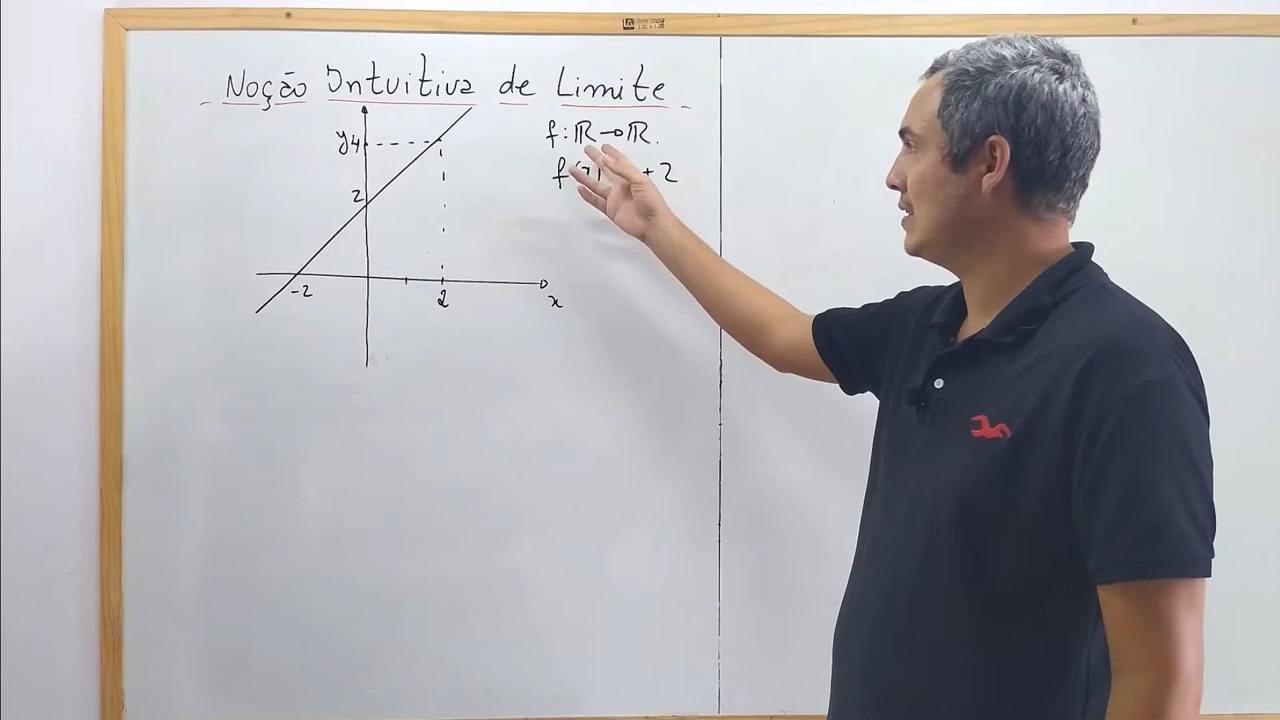 - Noção Intuitiva de Limite -
f: ℝ → ℝ.
f(x) + 2
y 4
2
-2
2
x